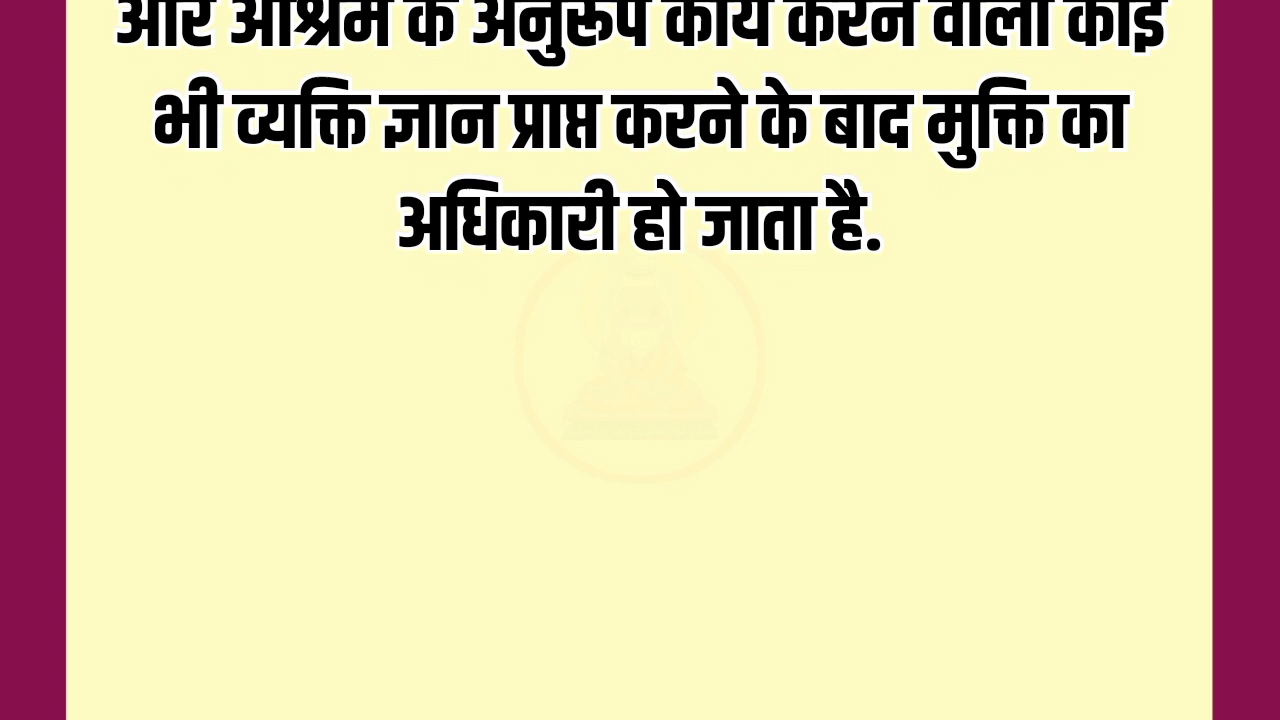 और आश्रम के अनुरूप कार्य करने वाला कोई
भी व्यक्ति ज्ञान प्राप्त करने के बाद मुक्ति का
अधिकारी हो जाता है.